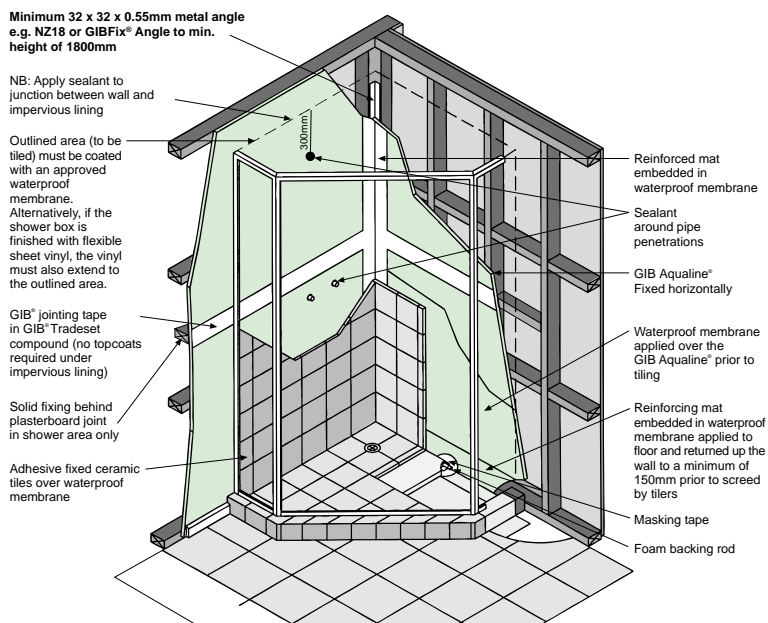 Minimum 32 x 32 x 0.55mm metal angle
e.g. NZ18 or GIBFix® Angle to min.
height of 1800mm
NB: Apply sealant to
junction between wall and
impervious lining
Outlined area (to be
tiled) must be coated
with an approved
waterproof
membrane.
Alternatively, if the
shower box is
finished with flexible
sheet vinyl, the vinyl
must also extend to
the outlined area.
GIB® jointing tape
in GIB® Tradeset
compound (no topcoats
required under
impervious lining)
Solid fixing behind
plasterboard joint
in shower area only
Adhesive fixed ceramic
tiles over waterproof
membrane
300mm
Reinforced mat
embedded in
waterproof membrane
Sealant
around pipe
penetrations
GIB Aqualine®
Fixed horizontally
Waterproof membrane
applied over the
GIB Aqualine® prior to
tiling
Reinforcing mat
embedded in waterproof
membrane applied to
floor and returned up the
wall to a minimum of
150mm prior to screed
by tilers
Masking tape
Foam backing rod